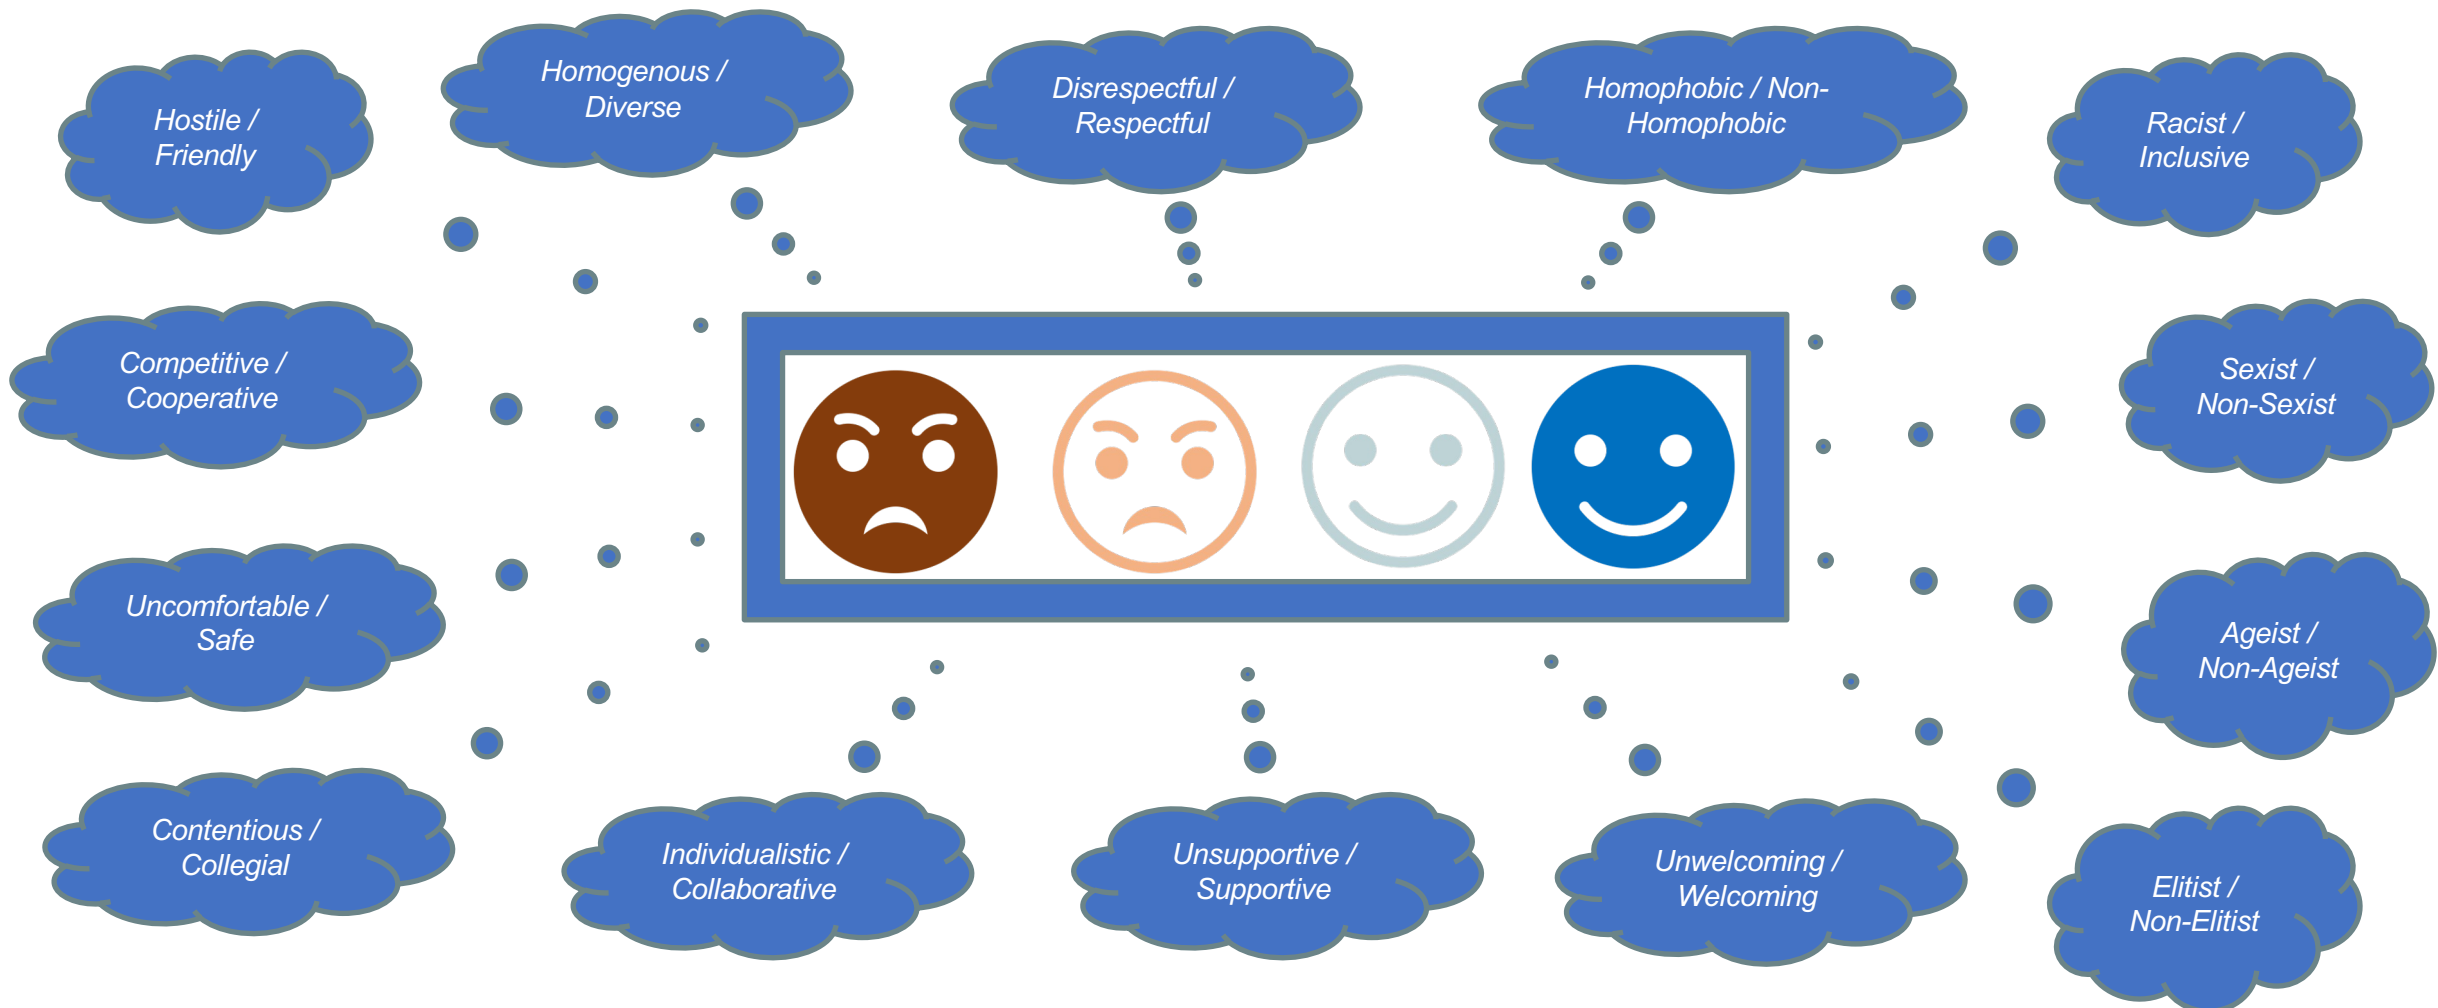 Hostile /
Friendly
Homogenous /
Diverse
Disrespectful /
Respectful
Homophobic / Non-
Homophobic
Racist /
Inclusive
Competitive /
Cooperative
Sexist /
Non-Sexist
Uncomfortable /
Safe
Ageist /
Non-Ageist
Contentious /
Collegial
Individualistic /
Collaborative
Unsupportive /
Supportive
Unwelcoming /
Welcoming
Elitist /
Non-Elitist